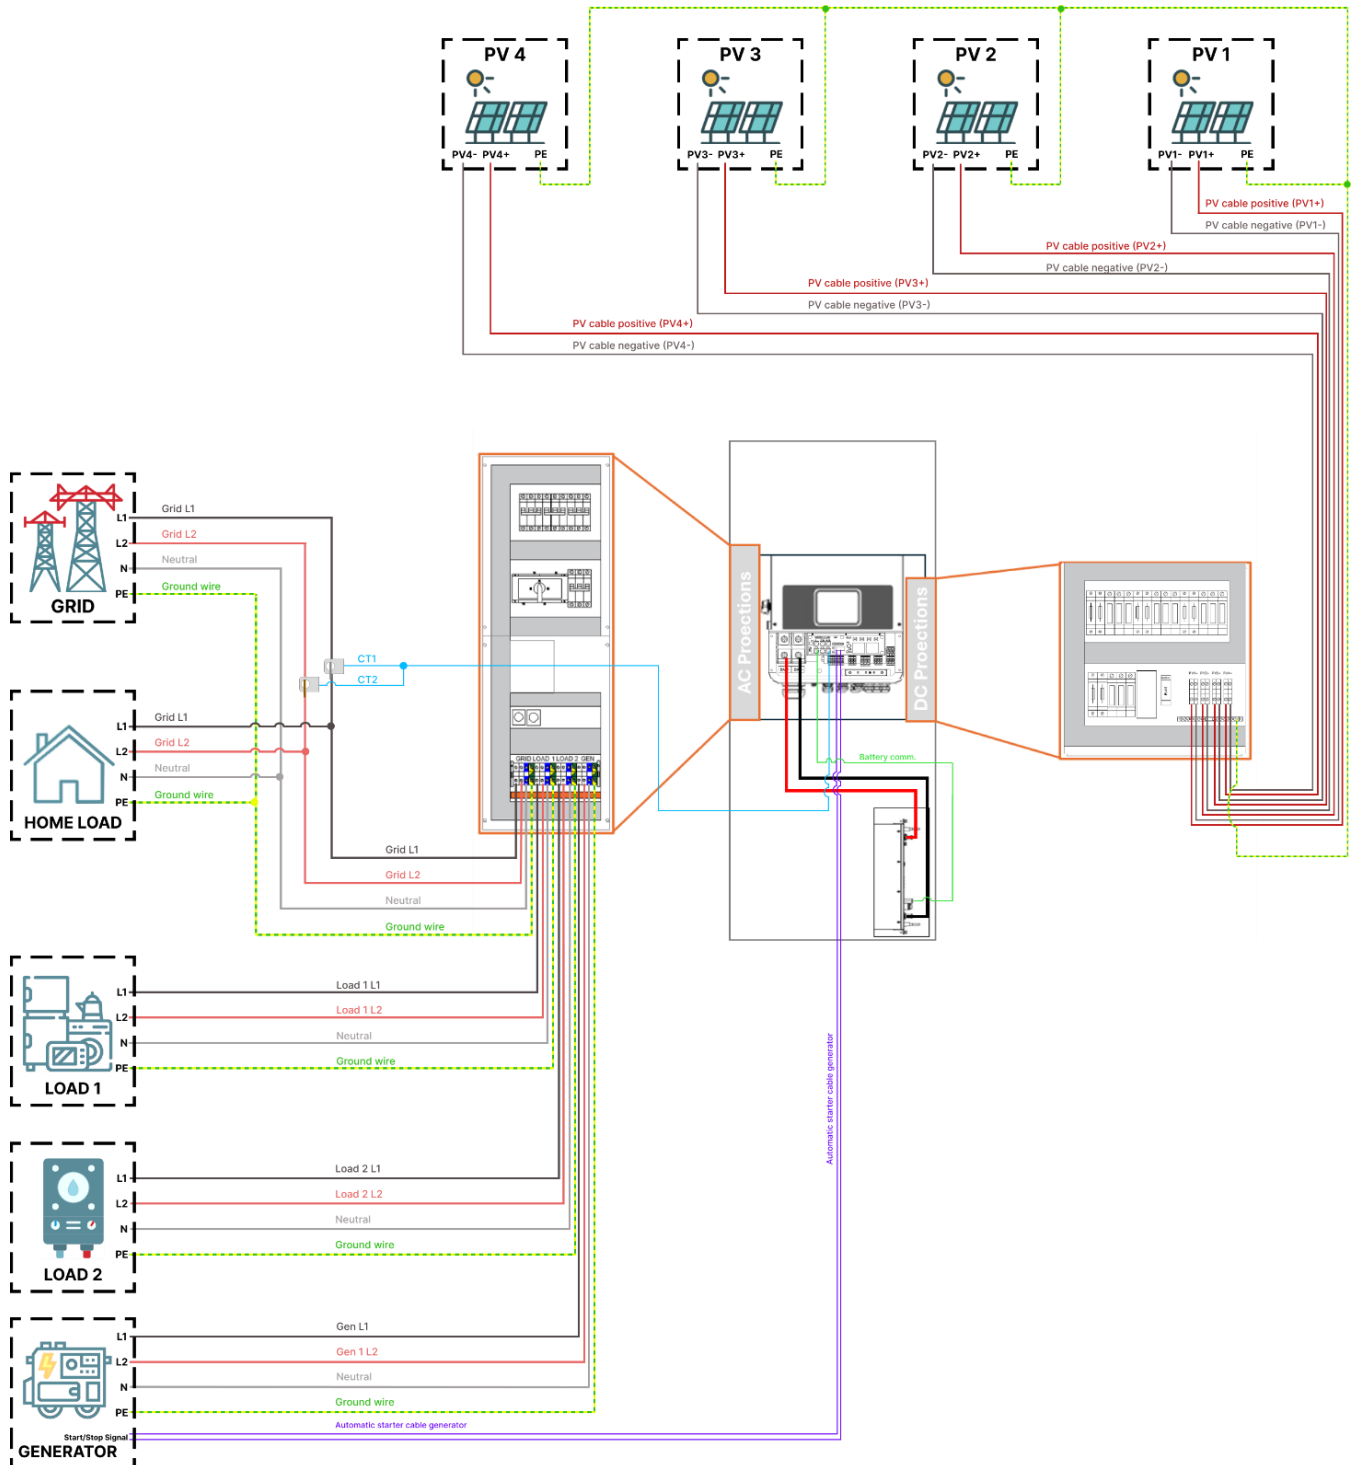 PV 4
PV 3
PV 2
PV 1
PV4- PV4+ PE
PV3- PV3+ PE
PV2- PV2+ PE
PV1- PV1+ PE
PV cable positive (PV1+)
PV cable negative (PV1-)
PV cable positive (PV2+)
PV cable negative (PV2-)
PV cable positive (PV3+)
PV cable negative (PV3-)
PV cable positive (PV4+)
PV cable negative (PV4-)
L1 Grid L1
L2 Grid L2
N Neutral
PE Ground wire
GRID
CT1
CT2
L1 Grid L1
L2 Grid L2
N Neutral
PE Ground wire
HOME LOAD
AC Proections
DC Proections
GRID LOAD 1 LOAD 2 GEN
Battery comm.
Grid L1
Grid L2
Neutral
Ground wire
L1 Load 1 L1
L2 Load 1 L2
N Neutral
PE Ground wire
LOAD 1
Automatic starter cable generator
L1 Load 2 L1
L2 Load 2 L2
N Neutral
PE Ground wire
LOAD 2
L1 Gen L1
L2 Gen 1 L2
N Neutral
PE Ground wire
Automatic starter cable generator
Start/Stop Signal
GENERATOR